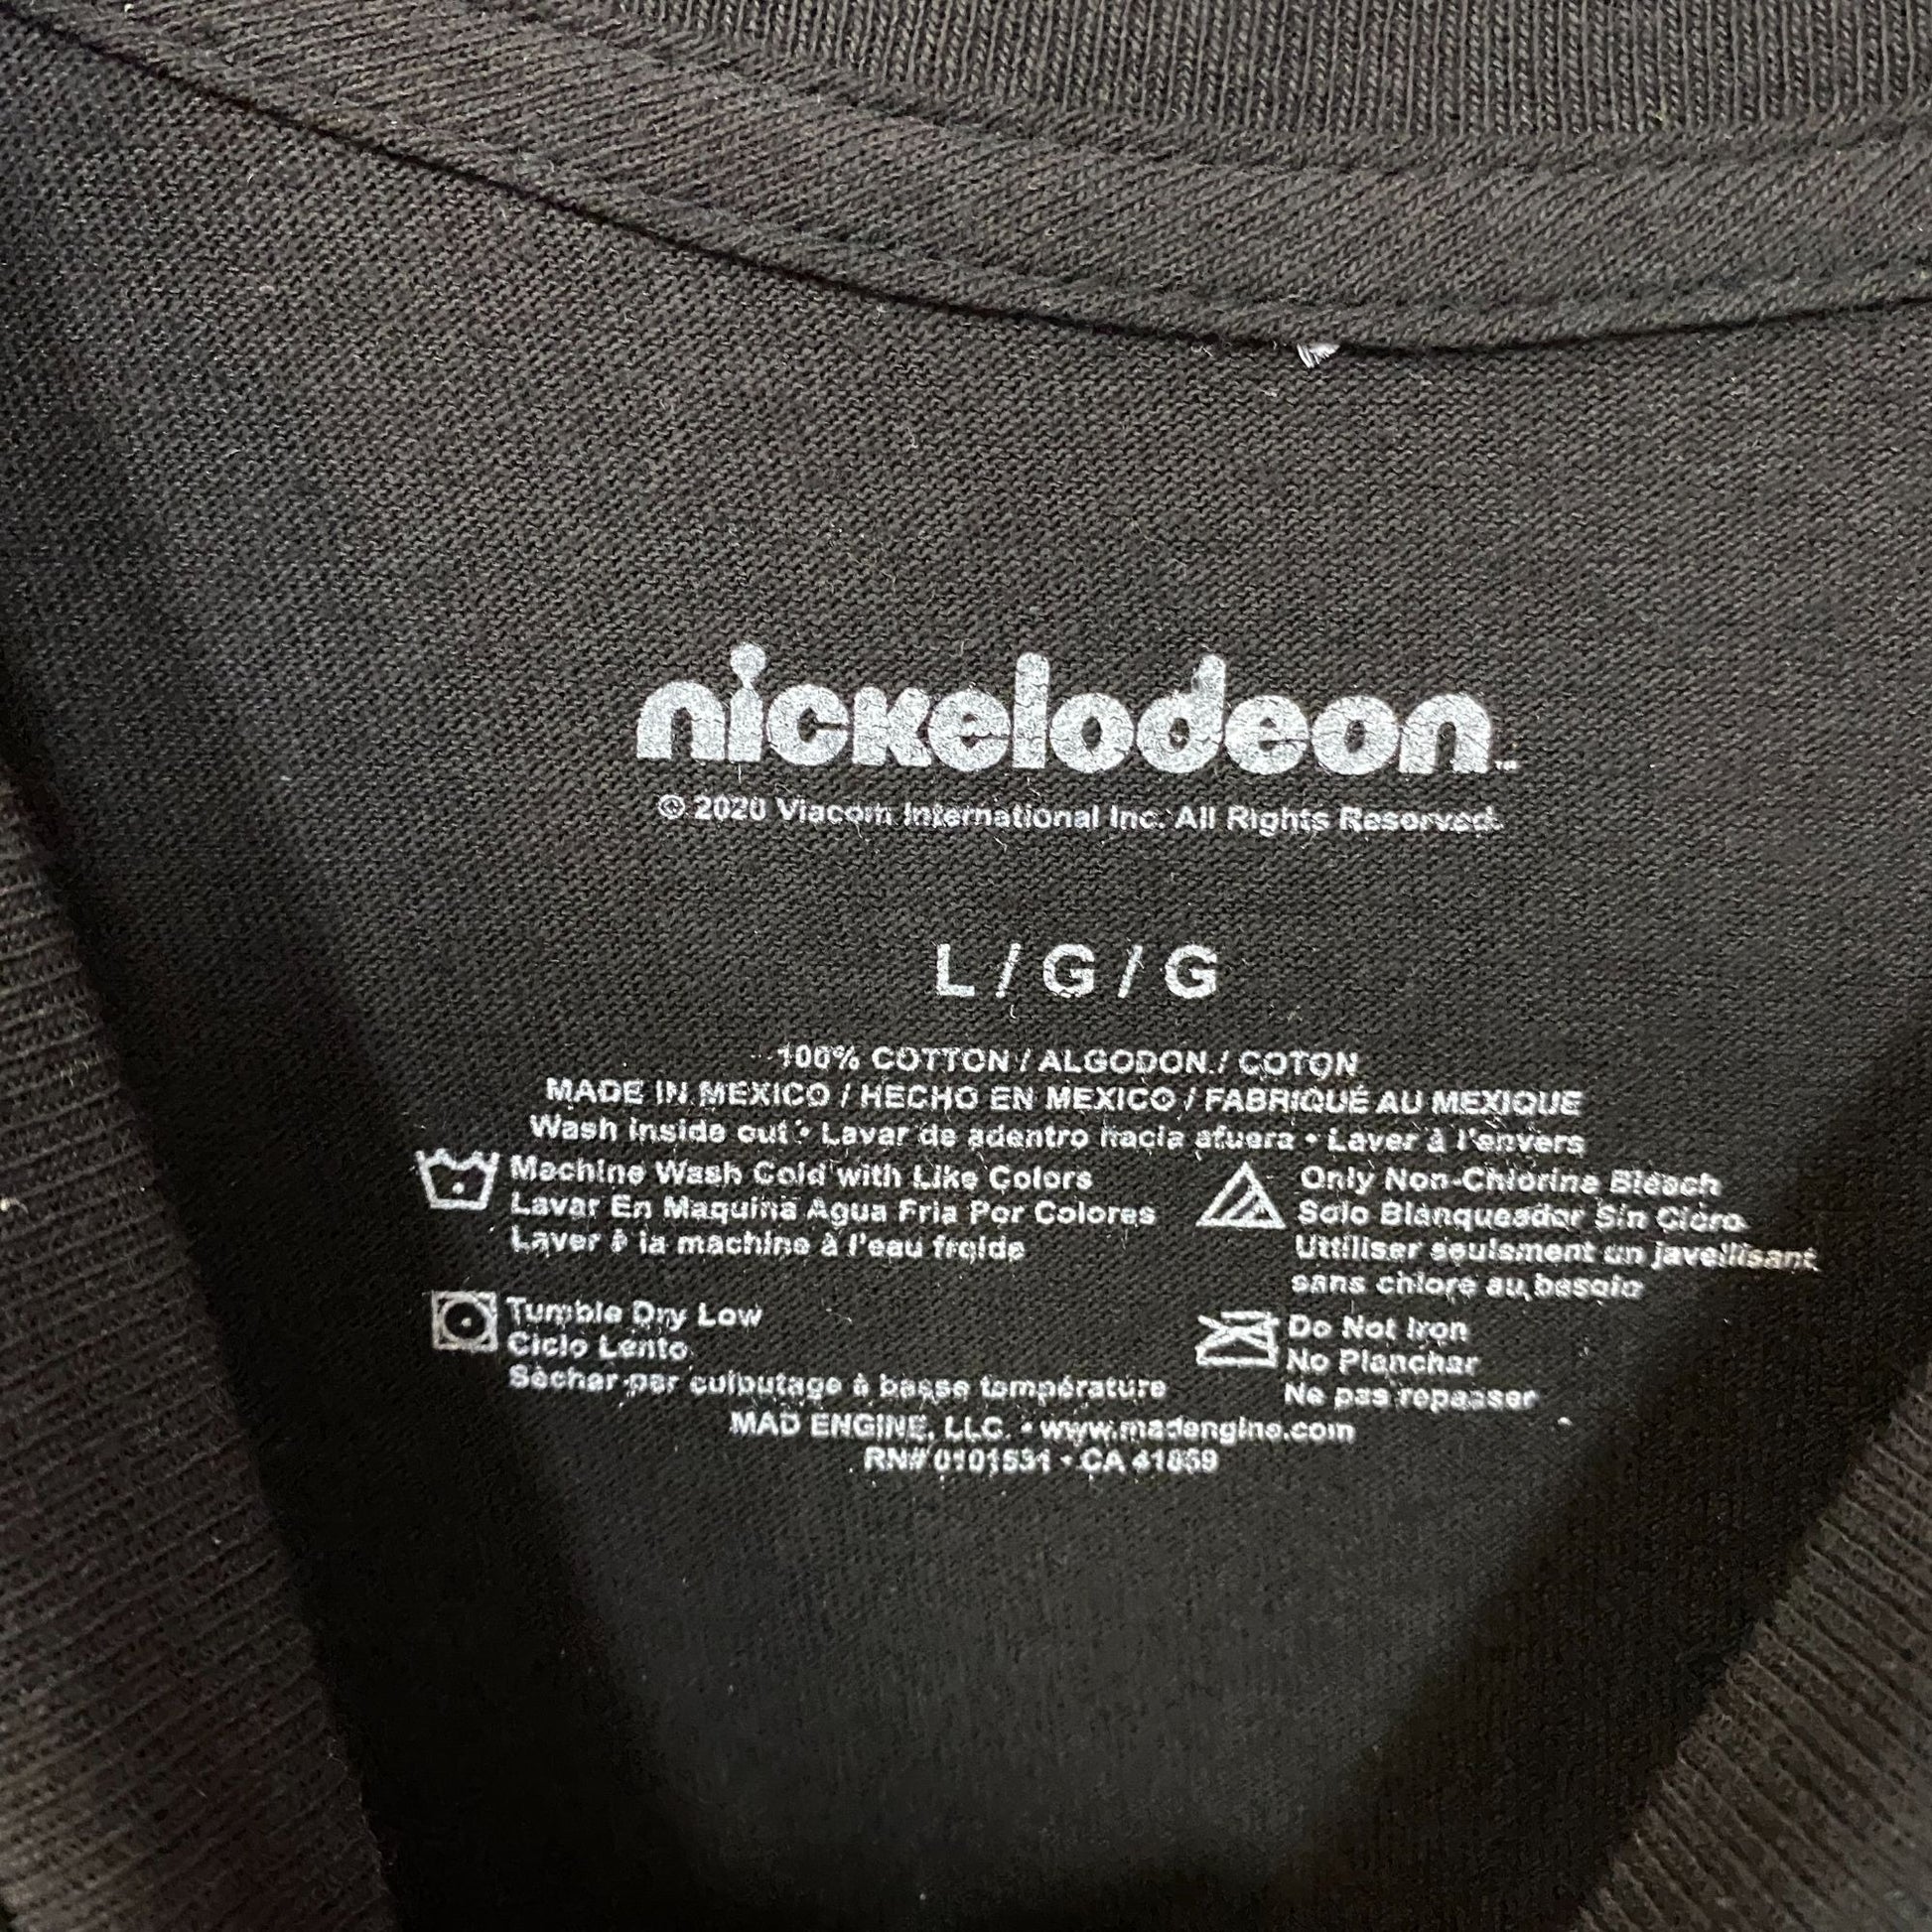 nickelodeon™
© 2020 Viacom International Inc. All Rights Reserved.
L / G / G
100% COTTON / ALGODON / COTON
MADE IN MEXICO / HECHO EN MEXICO / FABRIQUÉ AU MEXIQUE
Wash inside out • Lavar de adentro hacia afuera • Laver à l'envers
Machine Wash Cold with Like Colors
Lavar En Maquina Agua Fria Por Colores
Laver à la machine à l'eau froide
Only Non-Chlorine Bleach
Solo Blanqueador Sin Cloro
Uttiliser seulement un javellisant
sans chlore au besoin
Tumble Dry Low
Ciclo Lento
Sècher par culbutage à basse température
Do Not Iron
No Planchar
Ne pas repasser
MAD ENGINE, LLC. • www.madengine.com
RN# 0101531 • CA 41859